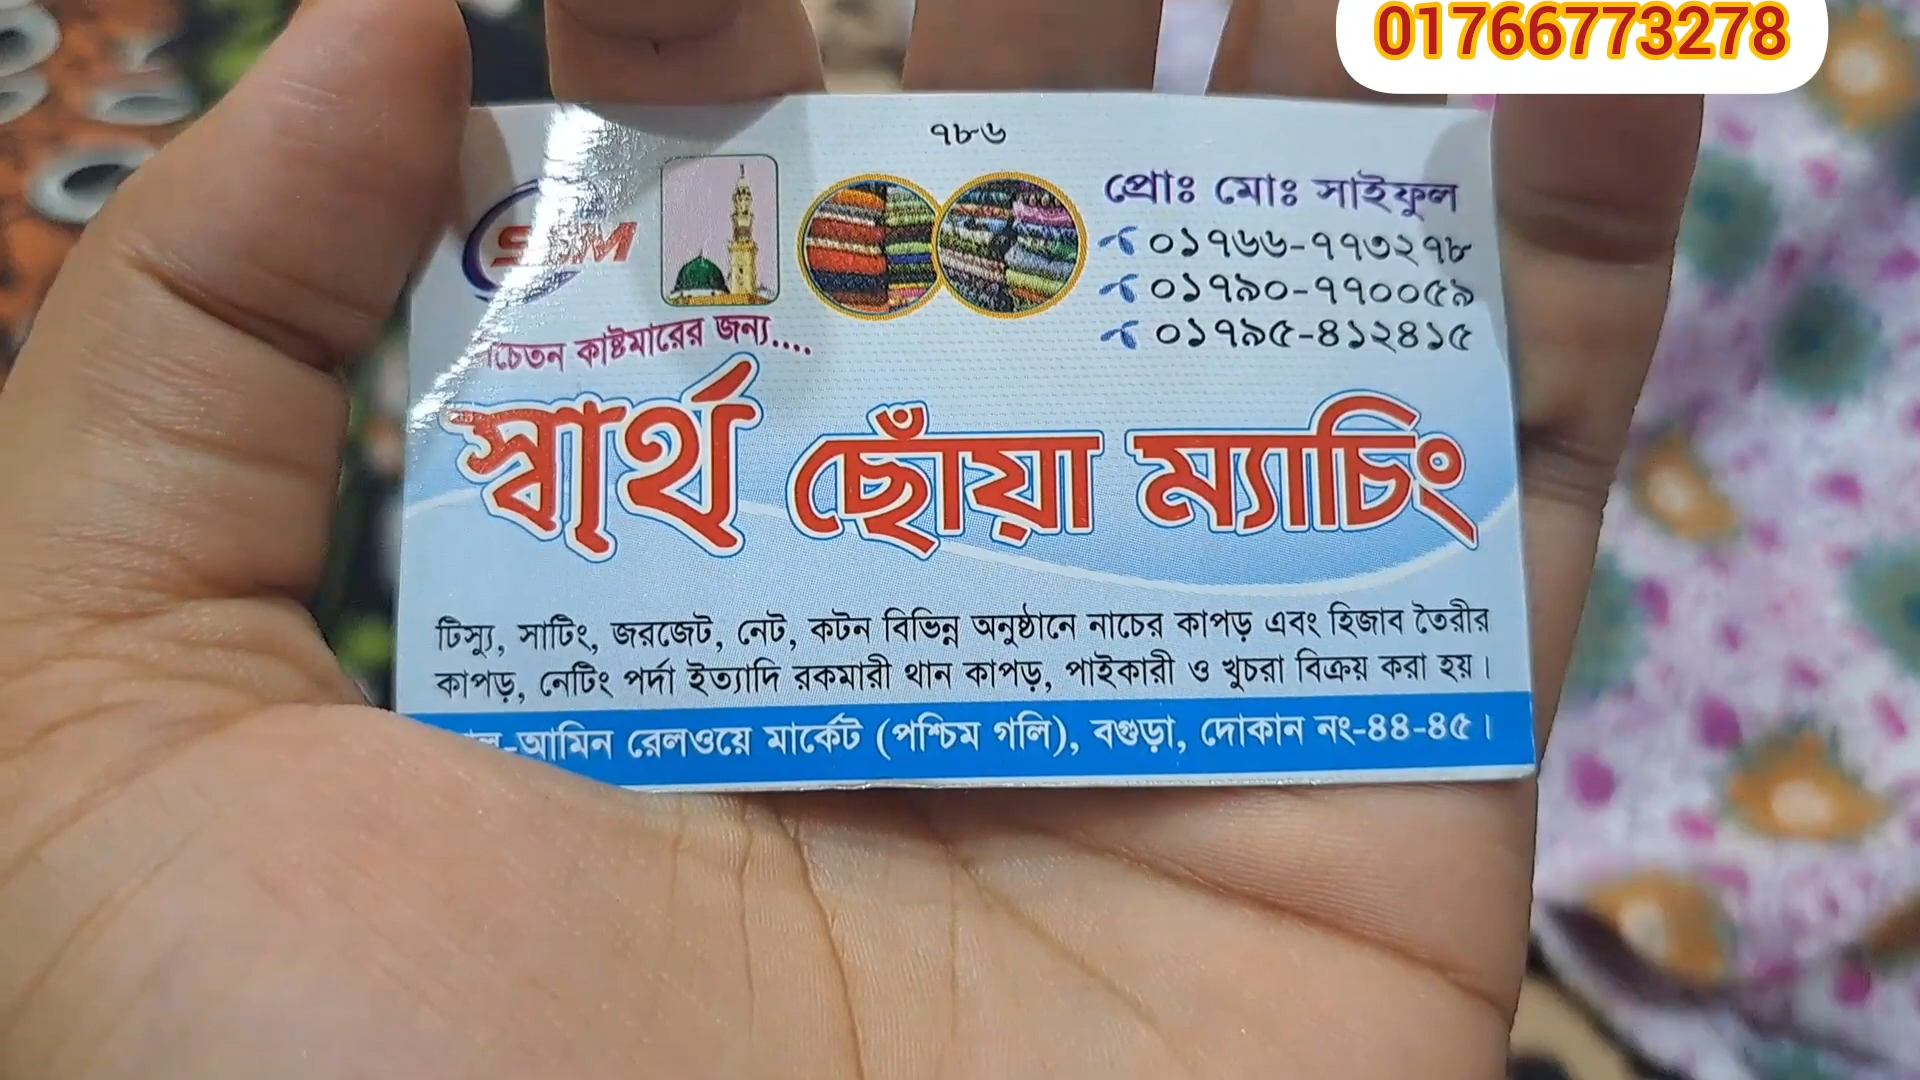 01766773278
৭৮৬
প্রোঃ মোঃ সাইফুল
০১৭৬৬-৭৭৩২৭৮
০১৭৯০-৭৭০০৫৯
০১৭৯৫-৪১২৪১৫
কাষ্টমারের জন্য....
স্বার্থ ছোঁয়া ম্যাচিং
টিস্যু, সাটিং, জরজেট, নেট, কটন বিভিন্ন অনুষ্ঠানে নাচের কাপড় এবং হিজাব তৈরীর
কাপড়, নেটিং পর্দা ইত্যাদি রকমারী থান কাপড়, পাইকারী ও খুচরা বিক্রয় করা হয়।
-আমিন রেলওয়ে মার্কেট (পশ্চিম গলি), বগুড়া, দোকান নং-৪৪-৪৫।